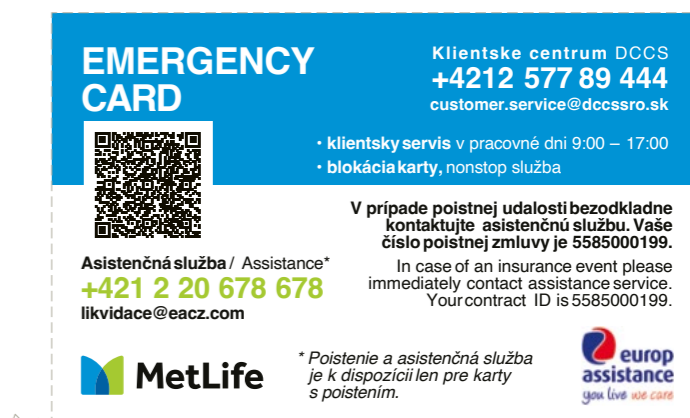 EMERGENCY
CARD
Klientske centrum DCCS
+4212 577 89 444
customer.service@dccssro.sk
• klientsky servis v pracovné dni 9:00 – 17:00
• blokácia karty, nonstop služba
V prípade poistnej udalosti bezodkladne
kontaktujte asistenčnú službu. Vaše
číslo poistnej zmluvy je 5585000199.
In case of an insurance event please
immediately contact assistance service.
Your contract ID is 5585000199.
Asistenčná služba / Assistance*
+421 2 20 678 678
likvidace@eacz.com
MetLife
* Poistenie a asistenčná služba
je k dispozícii len pre karty
s poistením.
europ
assistance
you live we care